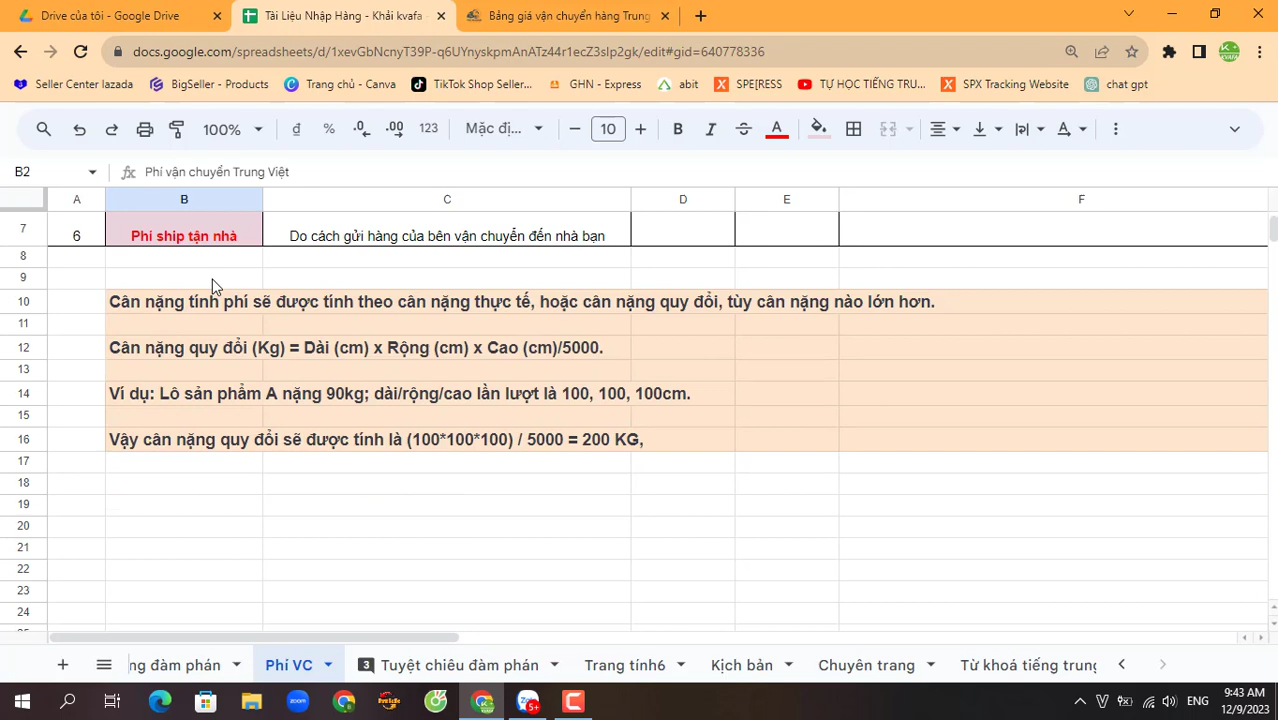 Drive của tôi - Google Drive
Tài Liệu Nhập Hàng - Khải kvafa
Bảng giá vận chuyển hàng Trung
docs.google.com/spreadsheets/d/1xevGbNcnyT39P-q6UYnyskpmAnATz44r1ecZ3slp2gk/edit#gid=640778336
Seller Center lazada
BigSeller - Products
Trang chủ - Canva
TikTok Shop Seller...
GHN - Express
abit
SPE[RESS
TỰ HỌC TIẾNG TRU...
SPX Tracking Website
chat gpt
100% đ % .0 .00 123 Mặc đị... 10 B I A
B2 fx Phí vận chuyển Trung Việt
A B C D E F
7 6 Phí ship tận nhà Do cách gửi hàng của bên vận chuyển đến nhà bạn
8
9
10 Cân nặng tính phí sẽ được tính theo cân nặng thực tế, hoặc cân nặng quy đổi, tùy cân nặng nào lớn hơn.
11
12 Cân nặng quy đổi (Kg) = Dài (cm) x Rộng (cm) x Cao (cm)/5000.
13
14 Ví dụ: Lô sản phẩm A nặng 90kg; dài/rộng/cao lần lượt là 100, 100, 100cm.
15
16 Vậy cân nặng quy đổi sẽ được tính là (100*100*100) / 5000 = 200 KG,
17
18
19
20
21
22
23
24
ng đàm phán
Phí VC
3 Tuyệt chiêu đàm phán
Trang tính6
Kịch bản
Chuyên trang
Từ khoá tiếng trung
zoom
5+
ENG
9:43 AM
12/9/2023